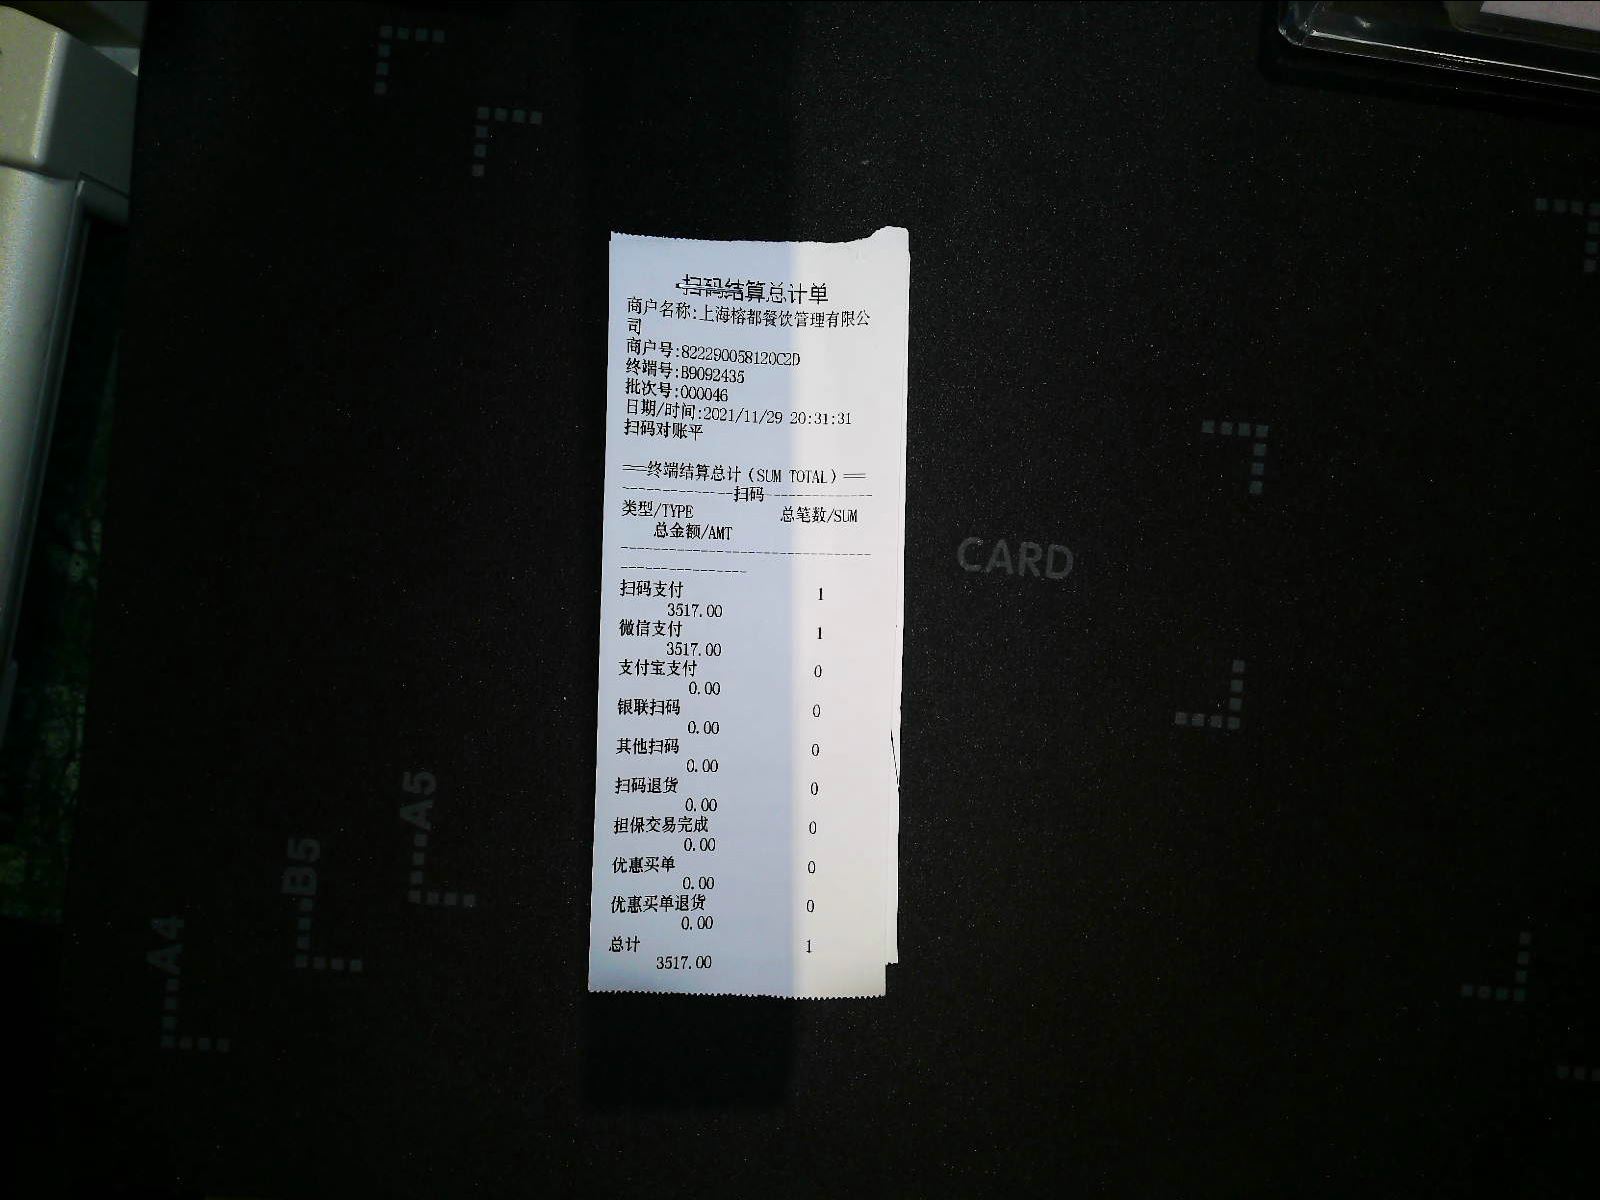 扫码结算总计单
商户名称:上海榕都餐饮管理有限公
司
商户号:822290058120C2D
终端号:B9092435
批次号:000046
日期/时间:2021/11/29 20:31:31
扫码对账平
===终端结算总计(SUM TOTAL)===
--------------扫码--------------
类型/TYPE 总笔数/SUM
总金额/AMT
--------------------------------
----------------
扫码支付 1
3517.00
微信支付 1
3517.00
支付宝支付 0
0.00
银联扫码 0
0.00
其他扫码 0
0.00
扫码退货 0
0.00
担保交易完成 0
0.00
优惠买单 0
0.00
优惠买单退货 0
0.00
总计 1
3517.00
CARD
A5
B5
A4